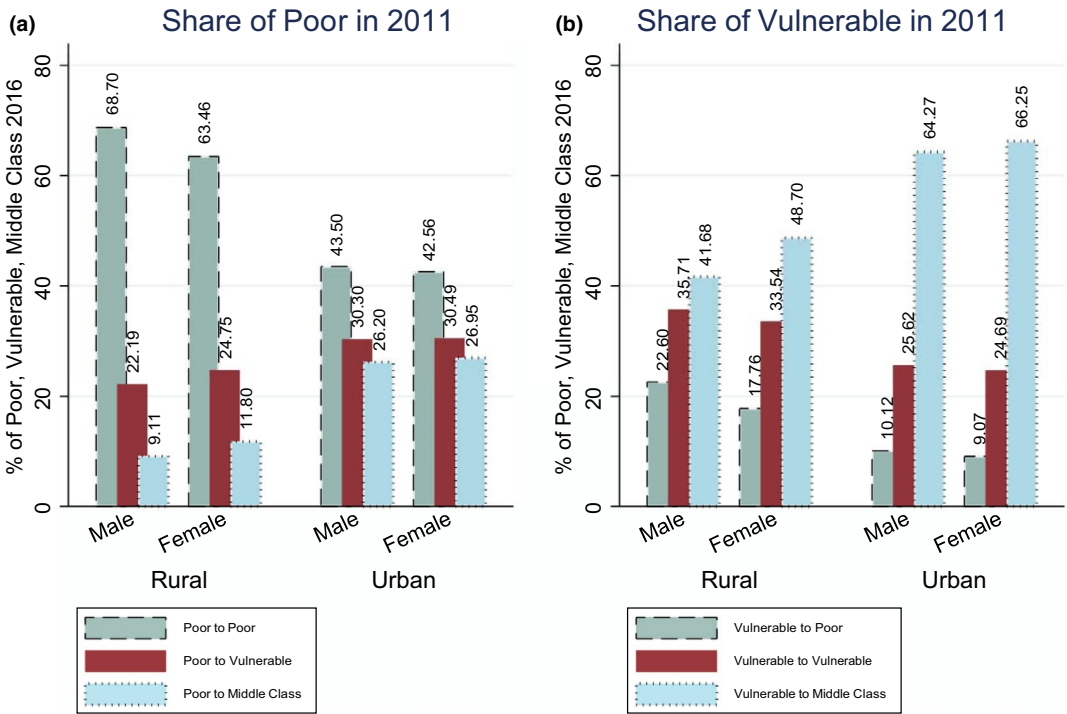 (a)
Share of Poor in 2011
% of Poor, Vulnerable, Middle Class 2016
80
60
40
20
0
68.70
22.19
9.11
63.46
24.75
11.80
43.50
30.30
26.20
42.56
30.49
26.95
Male
Female
Male
Female
Rural
Urban
Poor to Poor
Poor to Vulnerable
Poor to Middle Class
(b)
Share of Vulnerable in 2011
% of Poor, Vulnerable, Middle Class 2016
80
60
40
20
0
22.60
35.71
41.68
17.76
33.54
48.70
10.12
25.62
64.27
9.07
24.69
66.25
Male
Female
Male
Female
Rural
Urban
Vulnerable to Poor
Vulnerable to Vulnerable
Vulnerable to Middle Class